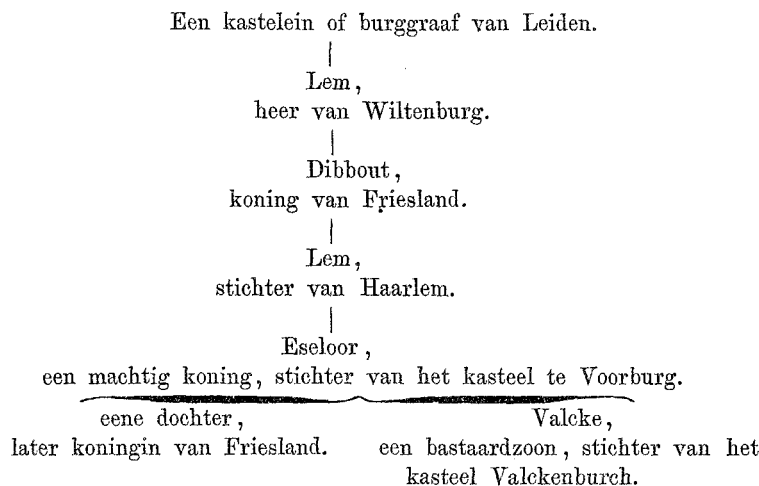 Een kastelein of burggraaf van Leiden.
Lem,
heer van Wiltenburg.
Dibbout,
koning van Friesland.
Lem,
stichter van Haarlem.
Eseloor,
een machtig koning, stichter van het kasteel te Voorburg.
eene dochter,
later koningin van Friesland.
Valcke,
een bastaardzoon, stichter van het
kasteel Valckenburch.